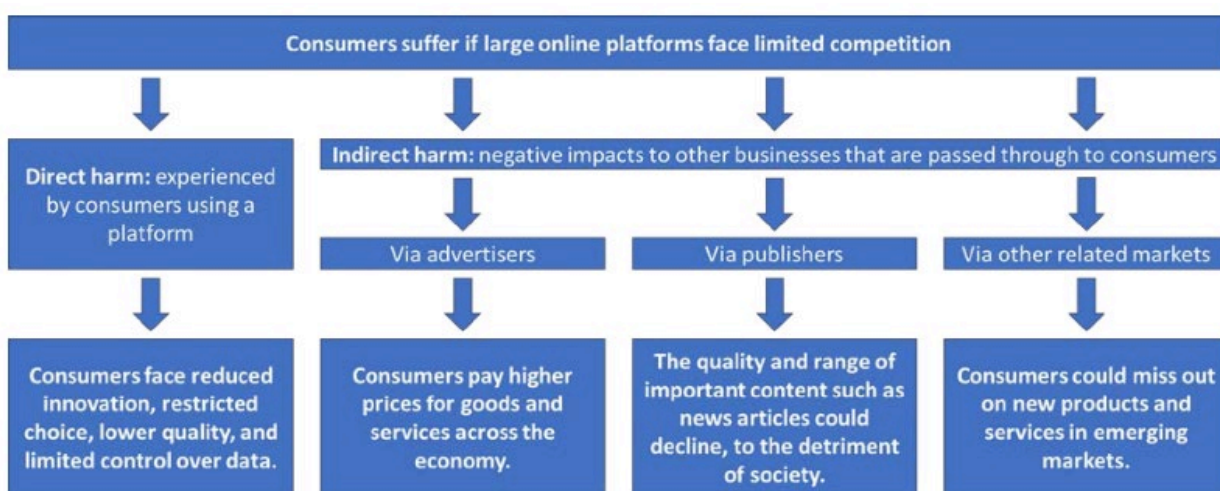 Consumers suffer if large online platforms face limited competition
Direct harm: experienced
by consumers using a
platform
Indirect harm: negative impacts to other businesses that are passed through to consumers
Via advertisers
Via publishers
Via other related markets
Consumers face reduced
innovation, restricted
choice, lower quality, and
limited control over data.
Consumers pay higher
prices for goods and
services across the
economy.
The quality and range of
important content such as
news articles could
decline, to the detriment
of society.
Consumers could miss out
on new products and
services in emerging
markets.